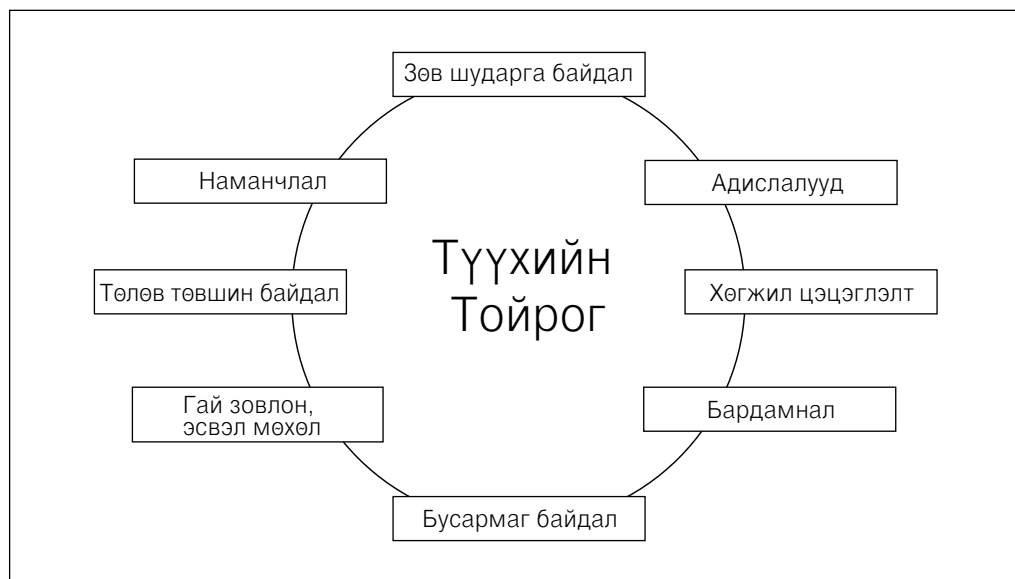 Зөв шударга байдал
Наманчлал
Адислалууд
Түүхийн
Тойрог
Төлөв төвшин байдал
Хөгжил цэцэглэлт
Гай зовлон,
эсвэл мөхөл
Бардамнал
Бусармаг байдал